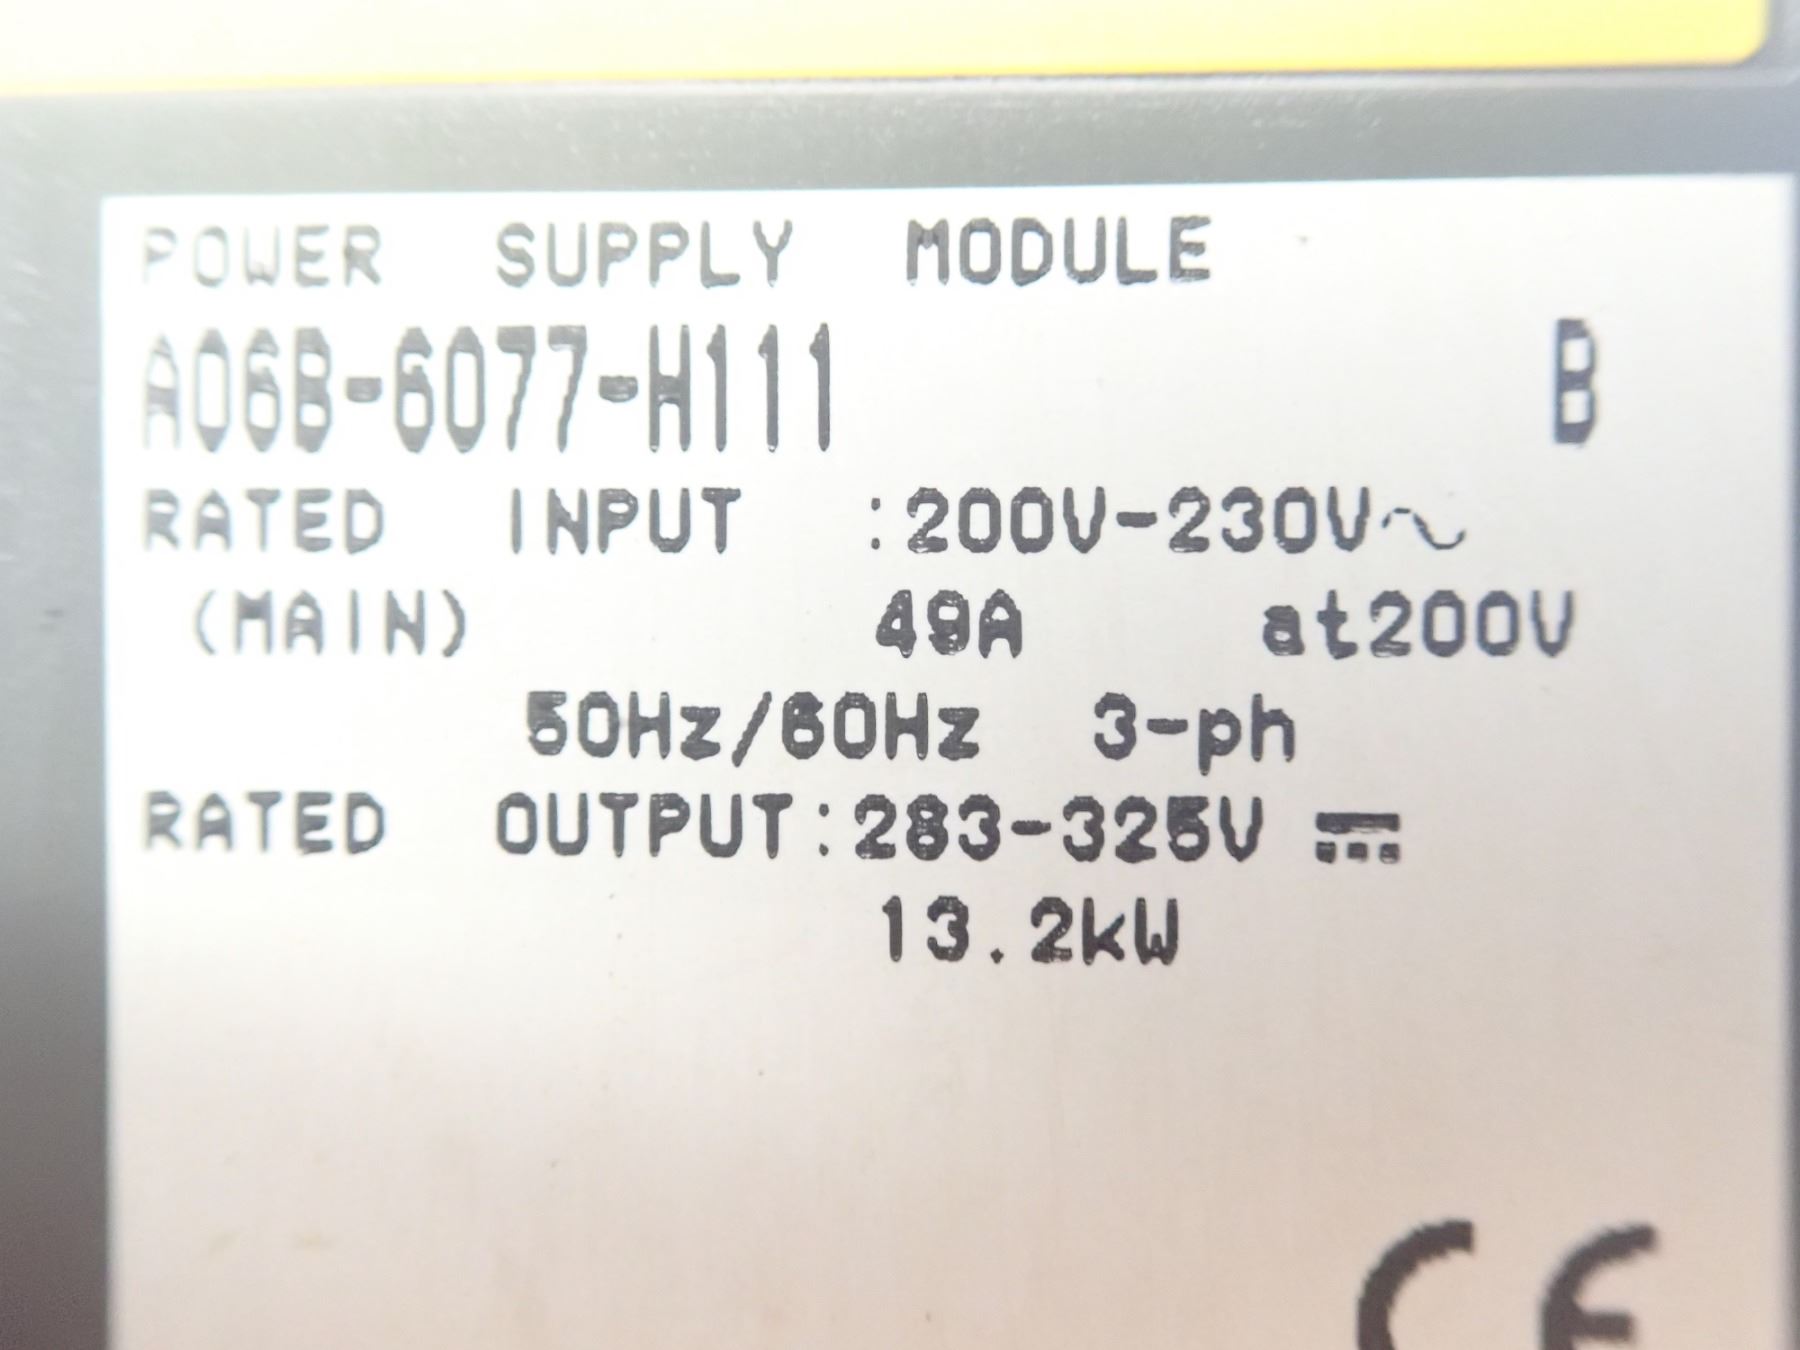 POWER SUPPLY MODULE
A06B-6077-H111 B
RATED INPUT :200V-230V~
(MAIN) 49A at200V
50Hz/60Hz 3-ph
RATED OUTPUT:283-325V ⎓
13.2kW
CE